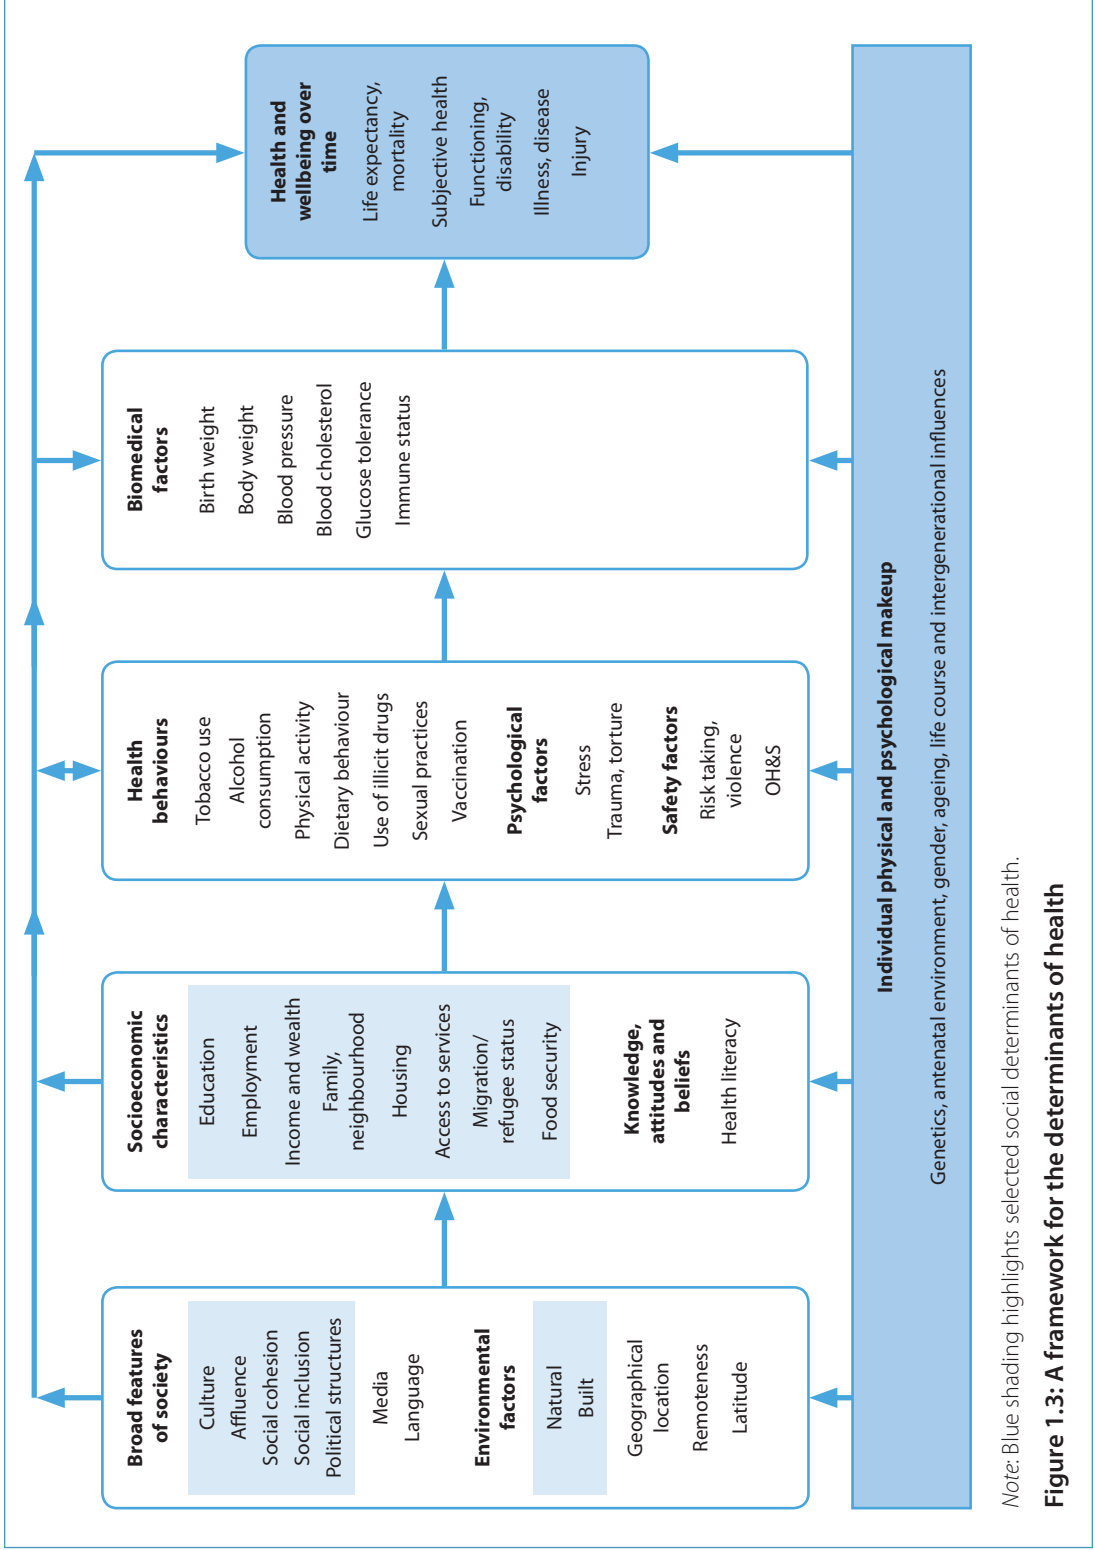 Broad features
of society
Culture
Affluence
Social cohesion
Social inclusion
Political structures
Media
Language
Environmental
factors
Natural
Built
Geographical
location
Remoteness
Latitude
Socioeconomic
characteristics
Education
Employment
Income and wealth
Family,
neighbourhood
Housing
Access to services
Migration/
refugee status
Food security
Knowledge,
attitudes and
beliefs
Health literacy
Health
behaviours
Tobacco use
Alcohol
consumption
Physical activity
Dietary behaviour
Use of illicit drugs
Sexual practices
Vaccination
Psychological
factors
Stress
Trauma, torture
Safety factors
Risk taking,
violence
OH&S
Biomedical
factors
Birth weight
Body weight
Blood pressure
Blood cholesterol
Glucose tolerance
Immune status
Health and
wellbeing over
time
Life expectancy,
mortality
Subjective health
Functioning,
disability
Illness, disease
Injury
Individual physical and psychological makeup
Genetics, antenatal environment, gender, ageing, life course and intergenerational influences
Note: Blue shading highlights selected social determinants of health.
Figure 1.3: A framework for the determinants of health